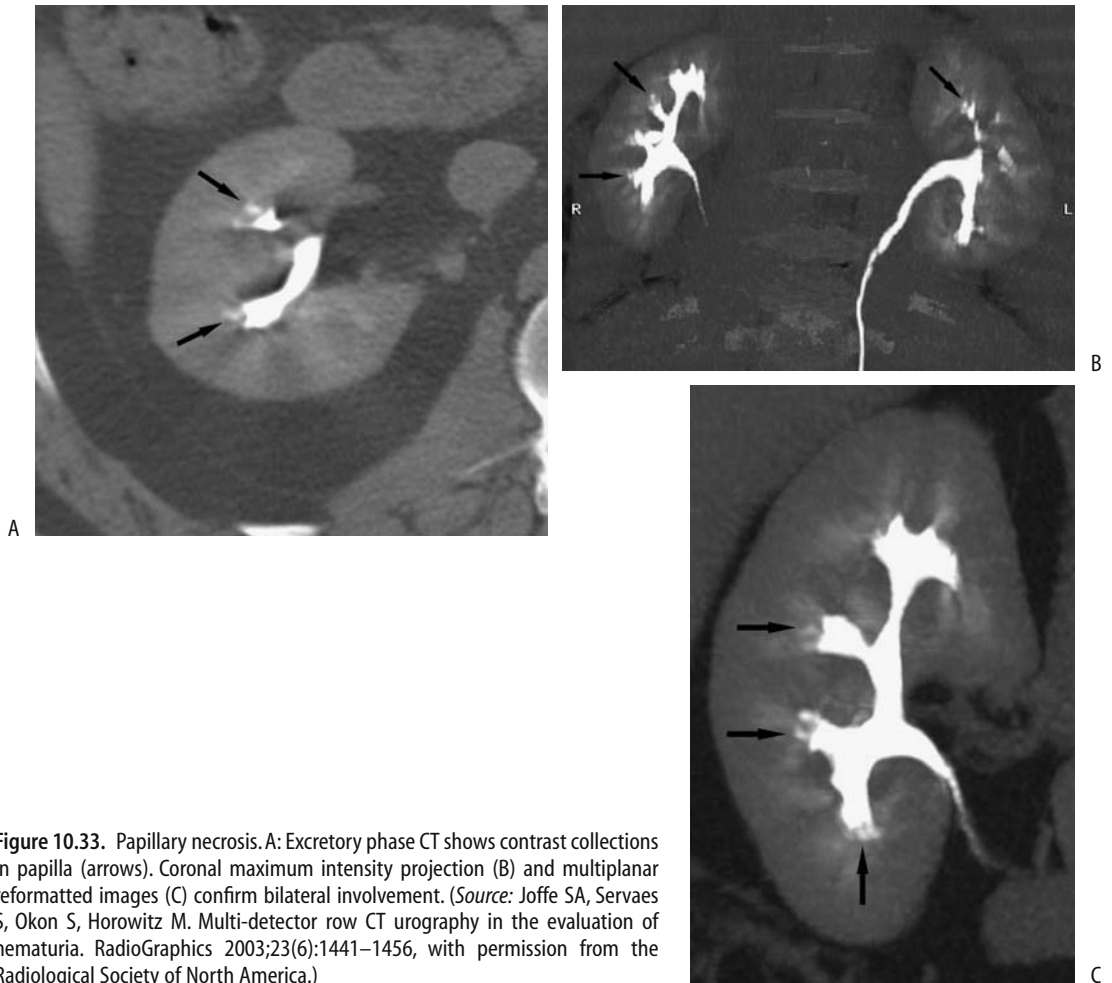 R
L
B
A
C
Figure 10.33. Papillary necrosis. A: Excretory phase CT shows contrast collections
in papilla (arrows). Coronal maximum intensity projection (B) and multiplanar
reformatted images (C) confirm bilateral involvement. (Source: Joffe SA, Servaes
S, Okon S, Horowitz M. Multi-detector row CT urography in the evaluation of
hematuria. RadioGraphics 2003;23(6):1441–1456, with permission from the
Radiological Society of North America.)